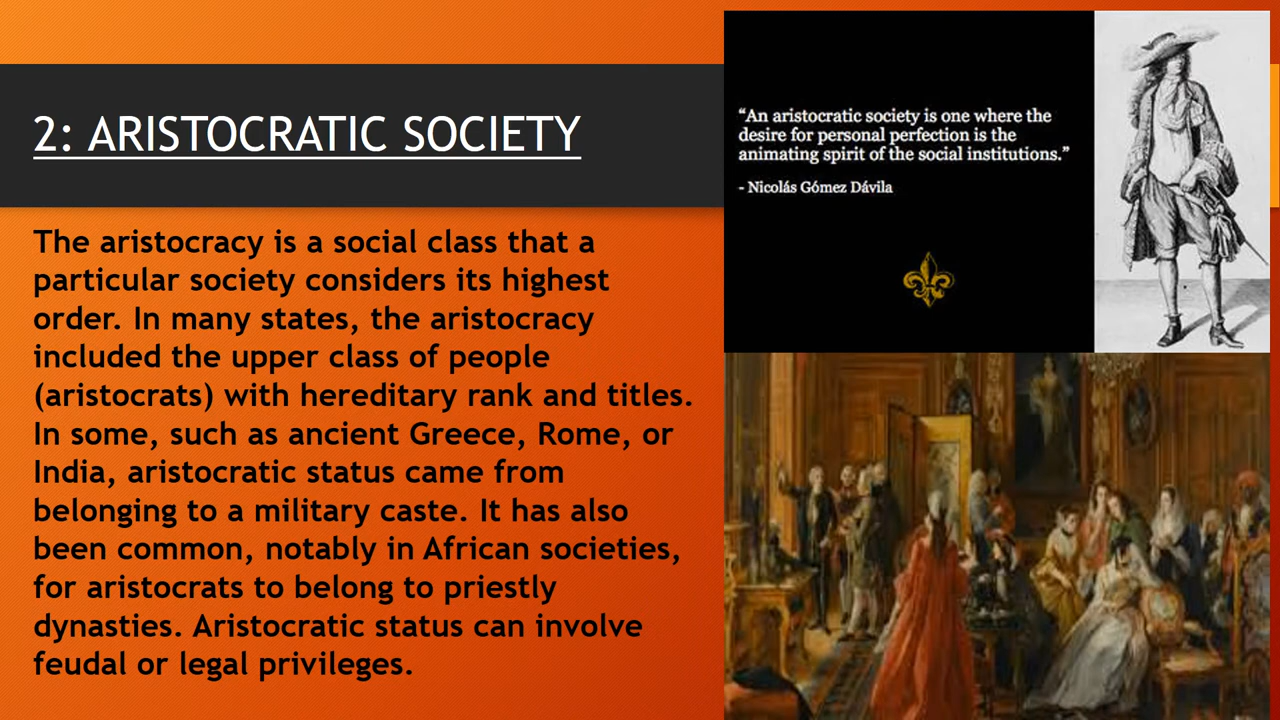 2: ARISTOCRATIC SOCIETY
The aristocracy is a social class that a
particular society considers its highest
order. In many states, the aristocracy
included the upper class of people
(aristocrats) with hereditary rank and titles.
In some, such as ancient Greece, Rome, or
India, aristocratic status came from
belonging to a military caste. It has also
been common, notably in African societies,
for aristocrats to belong to priestly
dynasties. Aristocratic status can involve
feudal or legal privileges.
“An aristocratic society is one where the
desire for personal perfection is the
animating spirit of the social institutions.”
- Nicolás Gómez Dávila